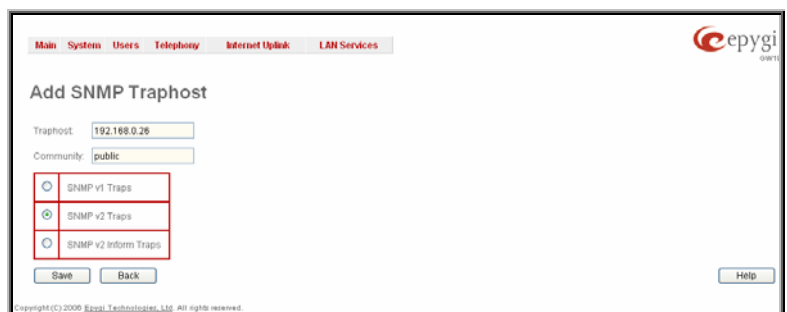 Main System Users Telephony Internet Uplink LAN Services
epygi
Add SNMP Traphost
Traphost: 192.168.0.26
Community: public
SNMP v1 Traps
SNMP v2 Traps
SNMP v2 Inform Traps
Save Back Help
Copyright (C) 2006 Epygi Technologies, Ltd. All rights reserved.